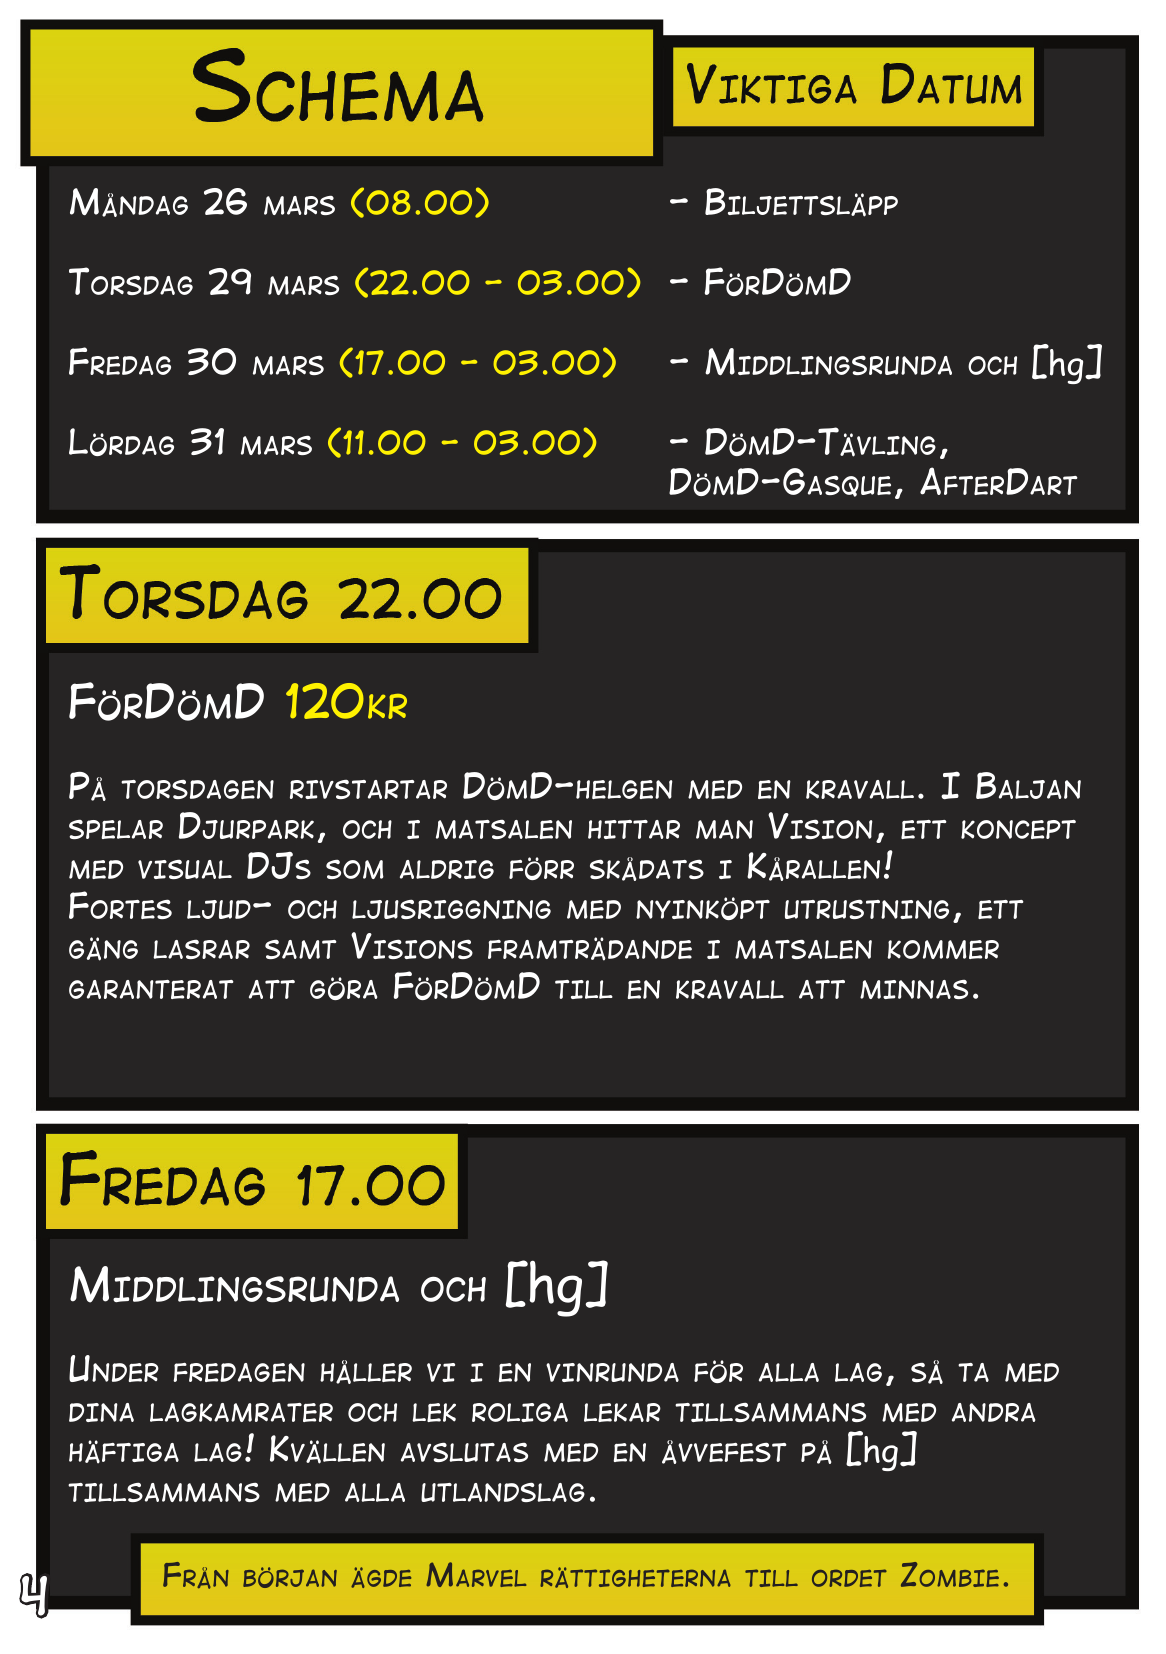 Schema
Viktiga Datum
Måndag 26 mars (08.00) - Biljettsläpp
Torsdag 29 mars (22.00 - 03.00) - FörDömD
Fredag 30 mars (17.00 - 03.00) - Middlingsrunda och [hg]
Lördag 31 mars (11.00 - 03.00) - DömD-Tävling,
DömD-Gasque, AfterDart
Torsdag 22.00
FörDömD 120kr
På torsdagen rivstartar DömD-helgen med en kravall. I Baljan
spelar Djurpark, och i matsalen hittar man Vision, ett koncept
med visual DJs som aldrig förr skådats i Kårallen!
Fortes ljud- och ljusriggning med nyinköpt utrustning, ett
gäng lasrar samt Visions framträdande i matsalen kommer
garanterat att göra FörDömD till en kravall att minnas.
Fredag 17.00
Middlingsrunda och [hg]
Under fredagen håller vi i en vinrunda för alla lag, så ta med
dina lagkamrater och lek roliga lekar tillsammans med andra
häftiga lag! Kvällen avslutas med en åvvefest på [hg]
tillsammans med alla utlandslag.
Från början ägde Marvel rättigheterna till ordet Zombie.
4